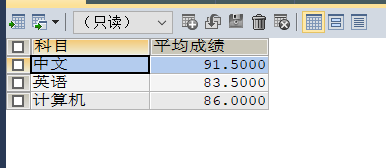 （只读）
科目 平均成绩
中文 91.5000
英语 83.5000
计算机 86.0000